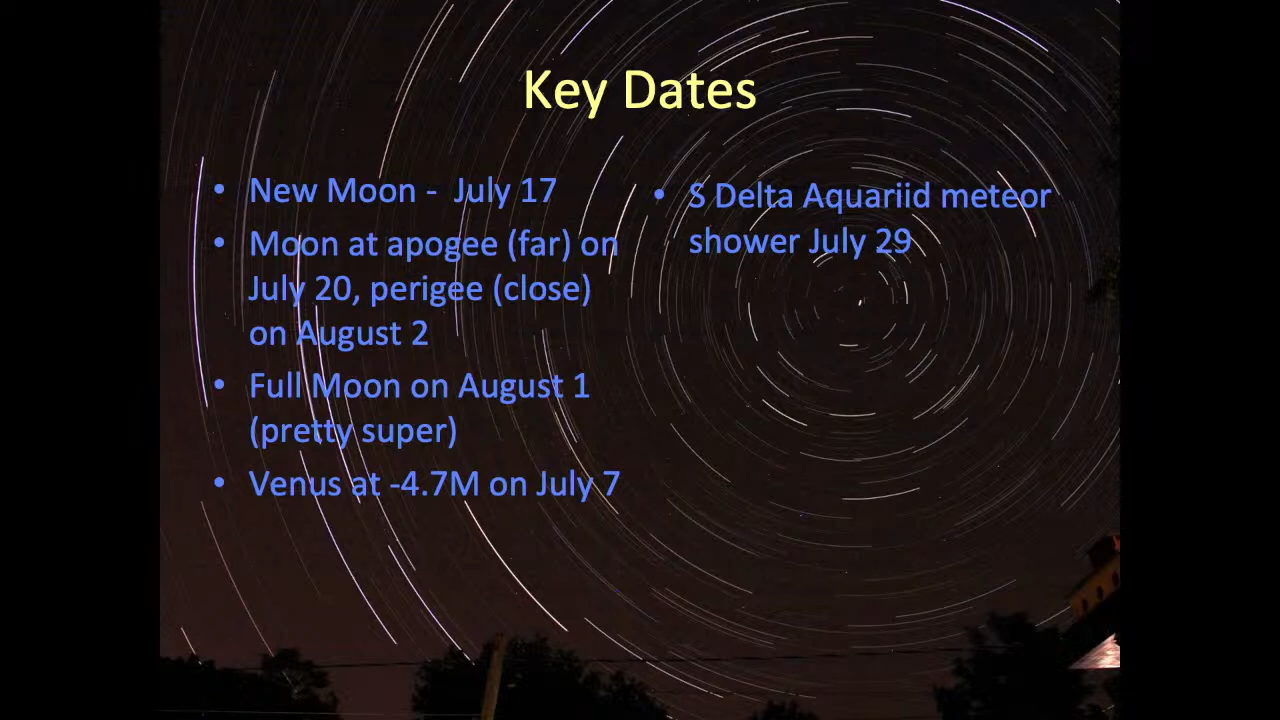 Key Dates
• New Moon -  July 17
• Moon at apogee (far) on
July 20, perigee (close)
on August 2
• Full Moon on August 1
(pretty super)
• Venus at -4.7M on July 7
• S Delta Aquariid meteor
shower July 29